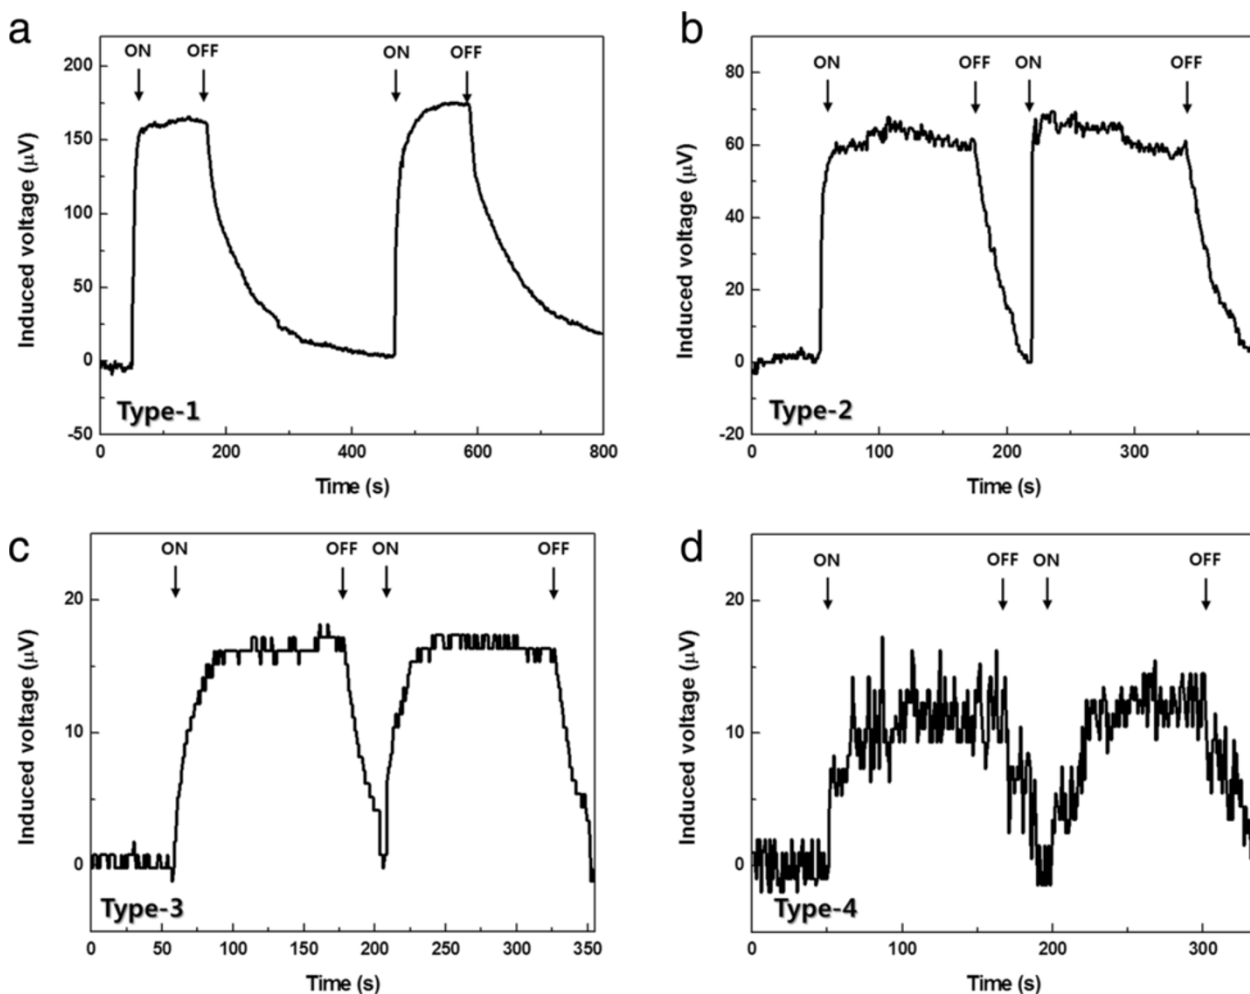 a
ON OFF ON OFF
200
150
100
50
0
-50
Induced voltage (μV)
Type-1
0 200 400 600 800
Time (s)
b
ON OFF ON OFF
80
60
40
20
0
-20
Induced voltage (μV)
Type-2
0 100 200 300
Time (s)
c
ON OFF ON OFF
20
10
0
Induced voltage (μV)
Type-3
0 50 100 150 200 250 300 350
Time (s)
d
ON OFF ON OFF
20
10
0
Induced voltage (μV)
Type-4
0 100 200 300
Time (s)